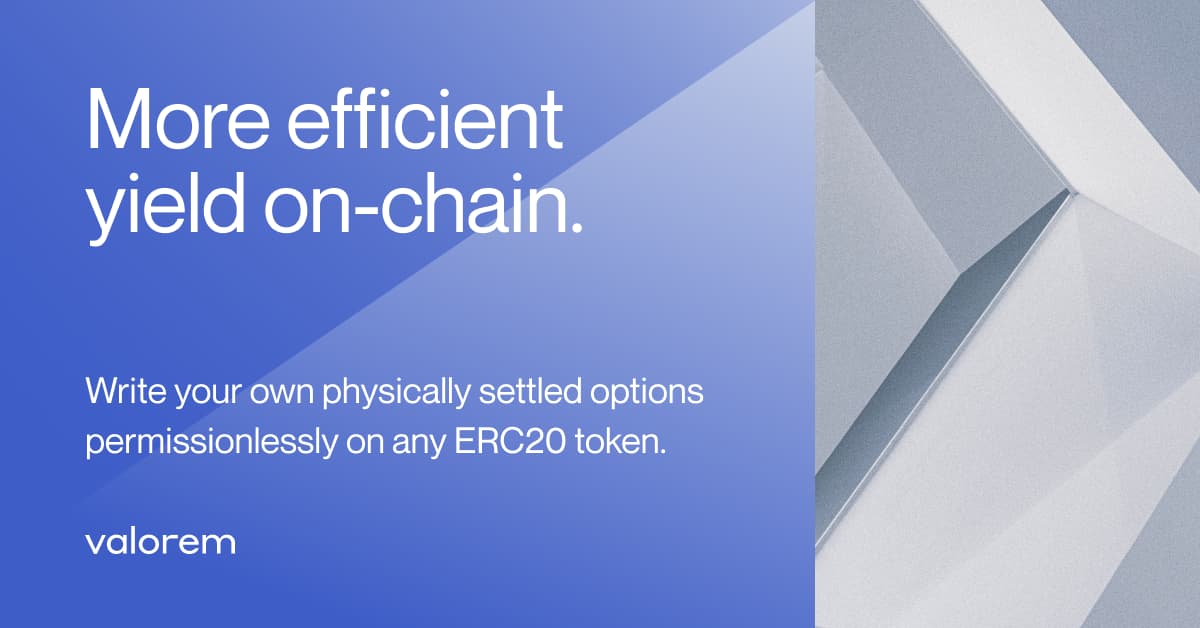 More efficient
yield on-chain.
Write your own physically settled options
permissionlessly on any ERC20 token.
valorem